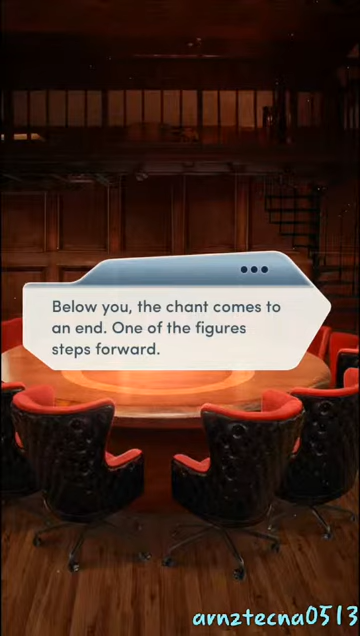 Below you, the chant comes to
an end. One of the figures
steps forward.
arnztecna0513